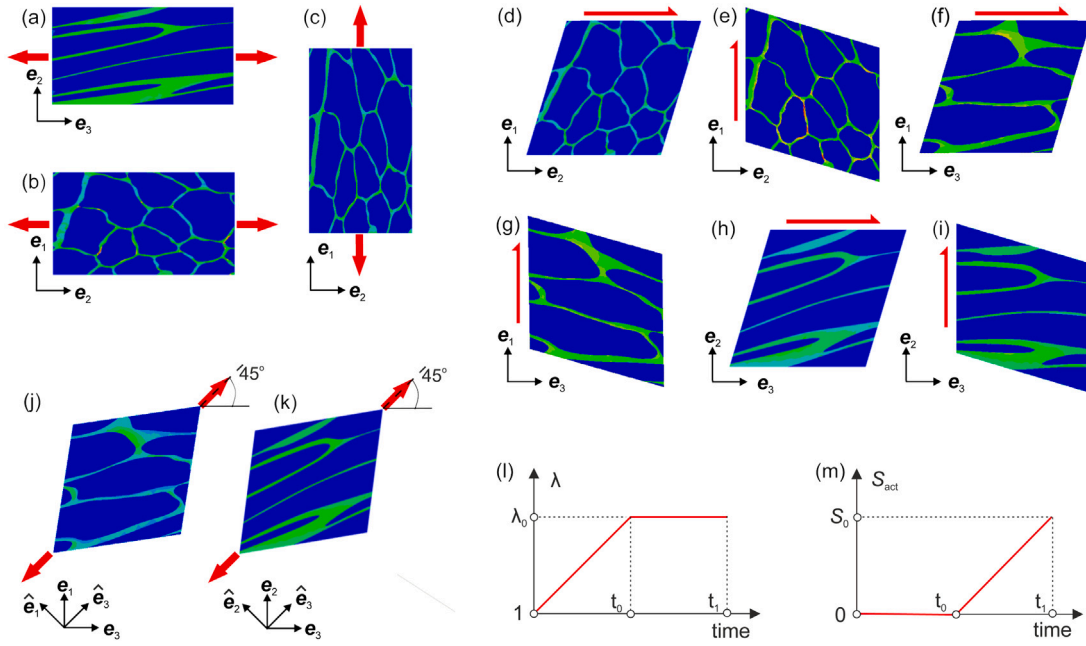 (a)
e2
e3
(b)
e1
e2
(c)
e1
e2
(d)
e1
e2
(e)
e1
e2
(f)
e1
e3
(g)
e1
e3
(h)
e2
e3
(i)
e2
e3
(j)
45°
ê1
e1
ê3
e3
(k)
45°
ê2
e2
ê3
e3
(l)
λ
λ0
1
t0
t1
time
(m)
Sact
S0
0
t0
t1
time